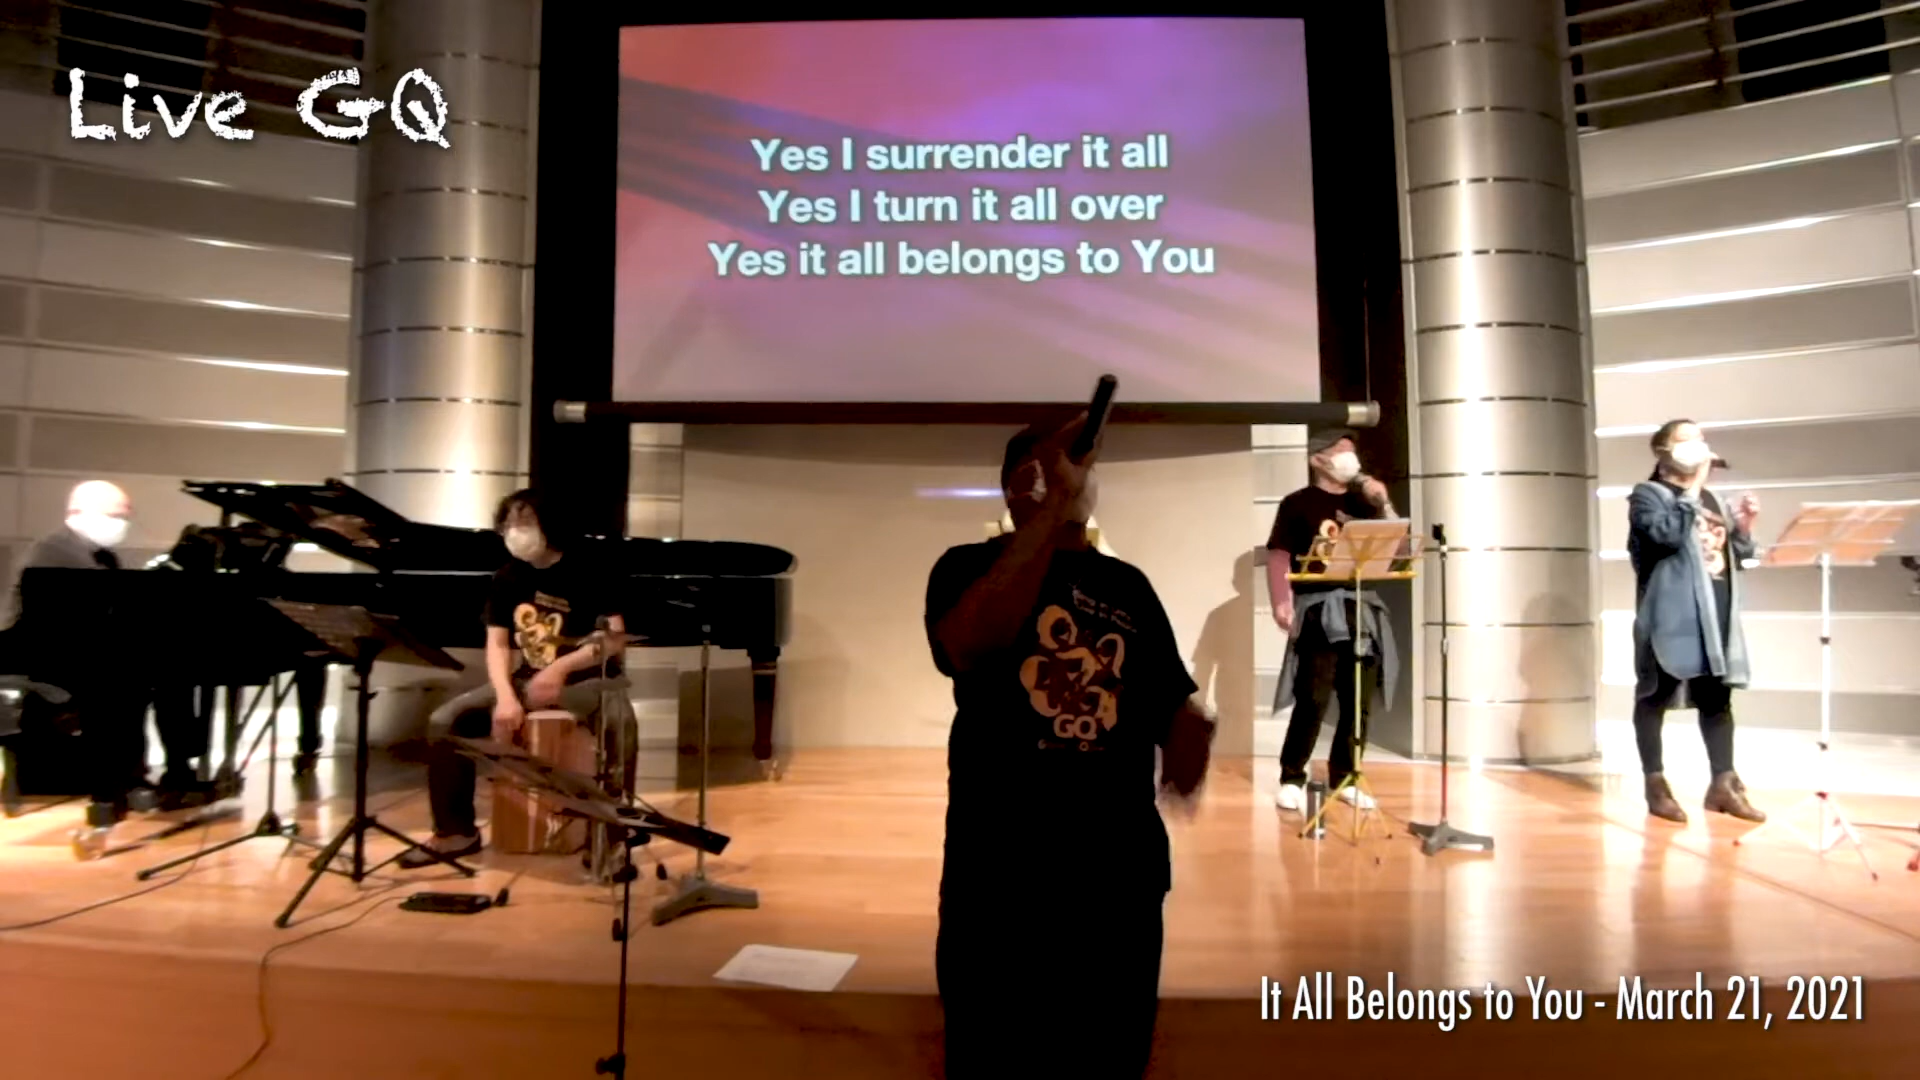 Live GQ
Yes I surrender it all
Yes I turn it all over
Yes it all belongs to You
GQ
It All Belongs to You - March 21, 2021